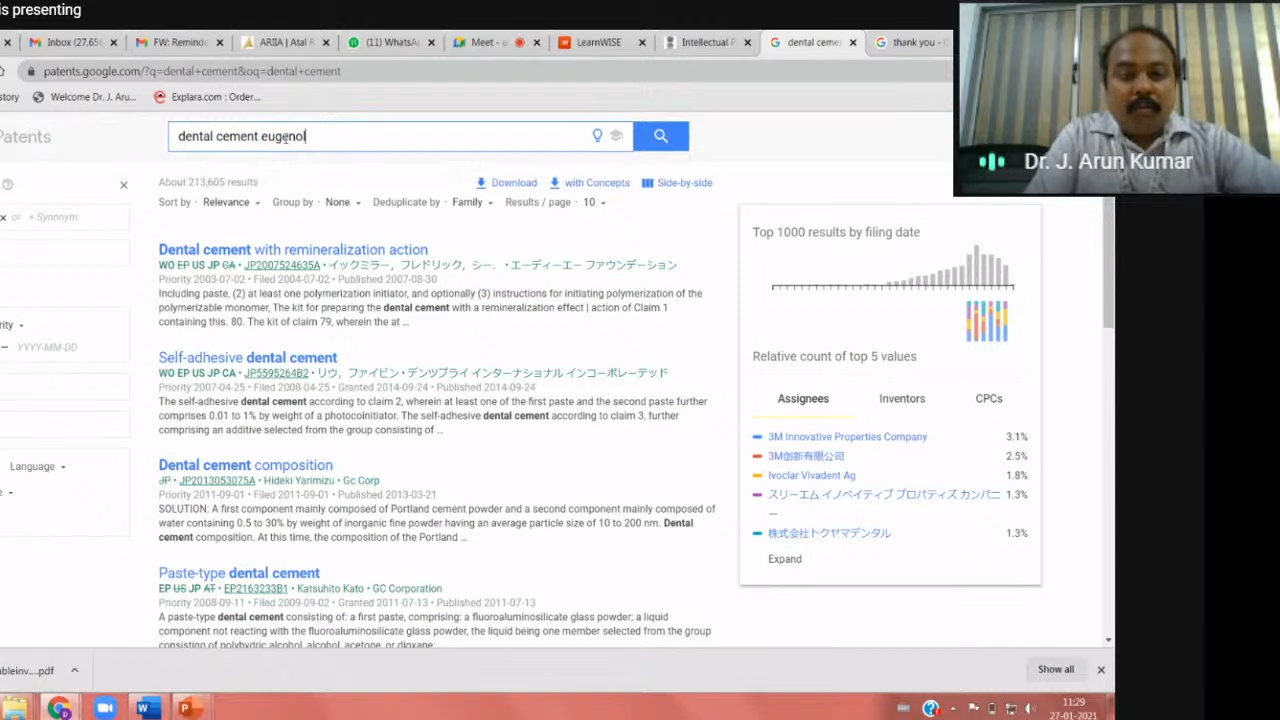 is presenting
Inbox (27,65
FW: Remind
ARIIA | Atal R
(11) WhatsA
Meet -
LearnWISE
Intellectual P
dental ceme
thank you -
patents.google.com/?q=dental+cement&oq=dental+cement
story
Welcome Dr. J. Aru...
Explara.com : Order...
Dr. J. Arun Kumar
Patents
dental cement eugenol
About 213,605 results
Download
with Concepts
Side-by-side
Sort by Relevance
Group by None
Deduplicate by Family
Results / page 10
+ Synonym
Dental cement with remineralization action
WO EP US JP CA • JP2007524635A • イックミラー，フレドリック，シー． • エーディーエー ファウンデーション
Priority 2003-07-02 • Filed 2004-07-02 • Published 2007-08-30
Including paste, (2) at least one polymerization initiator, and optionally (3) instructions for initiating polymerization of the
polymerizable monomer, The kit for preparing the dental cement with a remineralization effect | action of Claim 1
containing this. 80. The kit of claim 79, wherein the at ...
rity
– YYYY-MM-DD
Self-adhesive dental cement
WO EP US JP CA • JP5595264B2 • リウ，ファイビン • デンツプライ インターナショナル インコーポレーテッド
Priority 2007-04-25 • Filed 2008-04-25 • Granted 2014-09-24 • Published 2014-09-24
The self-adhesive dental cement according to claim 2, wherein at least one of the first paste and the second paste further
comprises 0.01 to 1% by weight of a photocoinitiator. The self-adhesive dental cement according to claim 3, further
comprising an additive selected from the group consisting of ...
Language
Dental cement composition
JP • JP2013053075A • Hideki Yarimizu • Gc Corp
Priority 2011-09-01 • Filed 2011-09-01 • Published 2013-03-21
SOLUTION: A first component mainly composed of Portland cement powder and a second component mainly composed of
water containing 0.5 to 30% by weight of inorganic fine powder having an average particle size of 10 to 200 nm. Dental
cement composition. At this time, the composition of the Portland ...
Paste-type dental cement
EP US JP AT • EP2163233B1 • Katsuhito Kato • GC Corporation
Priority 2008-09-11 • Filed 2009-09-02 • Granted 2011-07-13 • Published 2011-07-13
A paste-type dental cement consisting of: a first paste, comprising: a fluoroaluminosilicate glass powder; a liquid
component not reacting with the fluoroaluminosilicate glass powder, the liquid being one member selected from the group
consisting of polyhydric alcohol, alcohol, acetone, or dioxane;
Top 1000 results by filing date
Relative count of top 5 values
Assignees
Inventors
CPCs
3M Innovative Properties Company 3.1%
3M创新有限公司 2.5%
Ivoclar Vivadent Ag 1.8%
スリーエム イノベイティブ プロパティズ カンパニ 1.3%
ー
株式会社トクヤマデンタル 1.3%
Expand
ableinv....pdf
Show all
11:29
27-01-2021